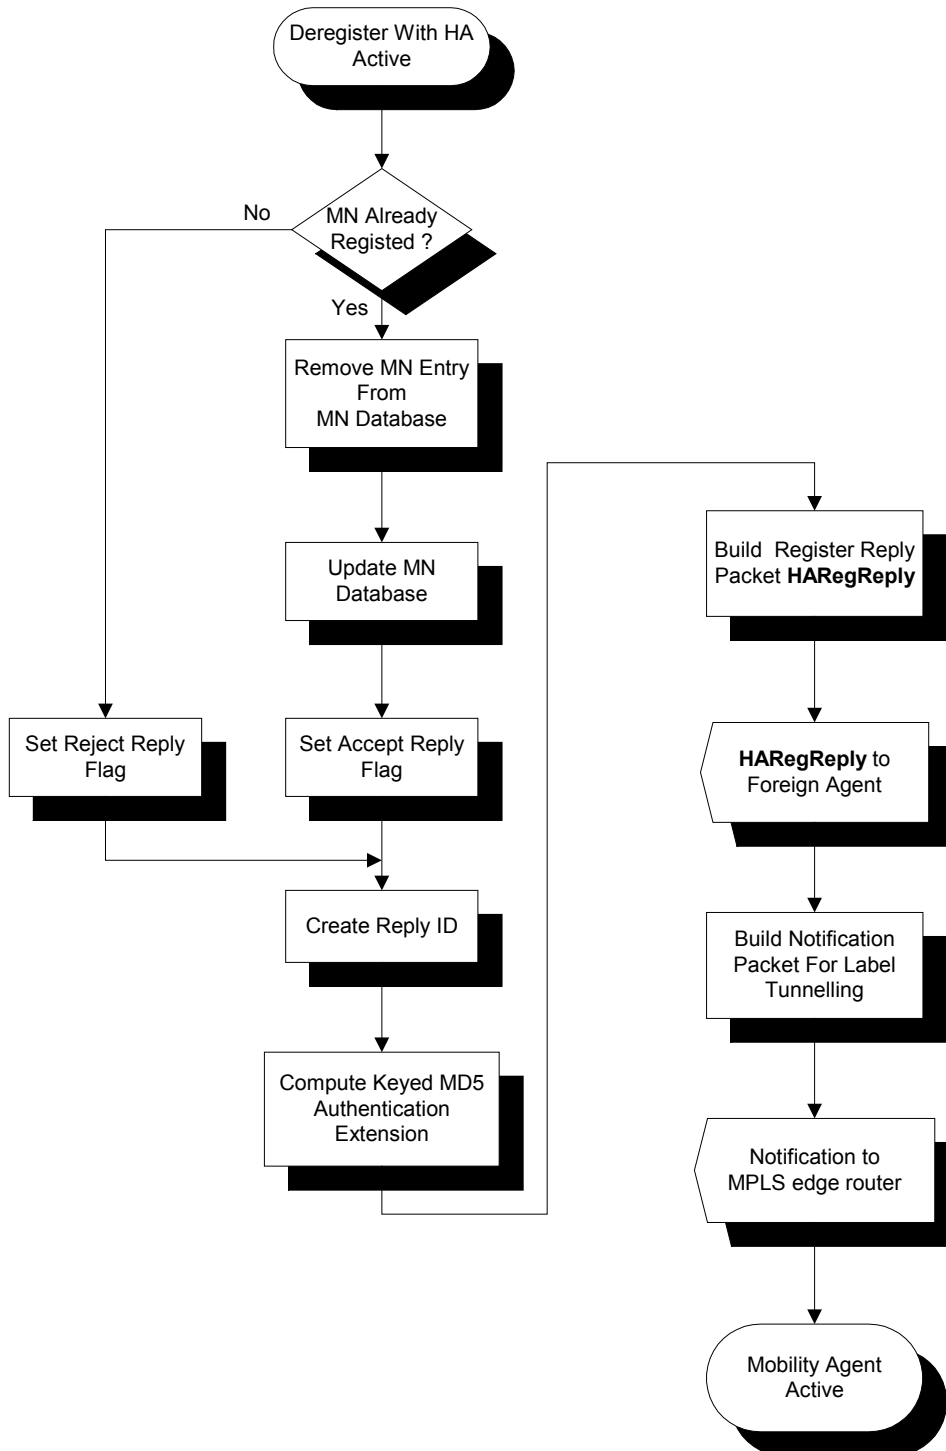 Deregister With HA
Active
No
MN Already
Registed ?
Yes
Remove MN Entry
From
MN Database
Update MN
Database
Set Reject Reply
Flag
Set Accept Reply
Flag
Create Reply ID
Compute Keyed MD5
Authentication
Extension
Build Register Reply
Packet HARegReply
HARegReply to
Foreign Agent
Build Notification
Packet For Label
Tunnelling
Notification to
MPLS edge router
Mobility Agent
Active